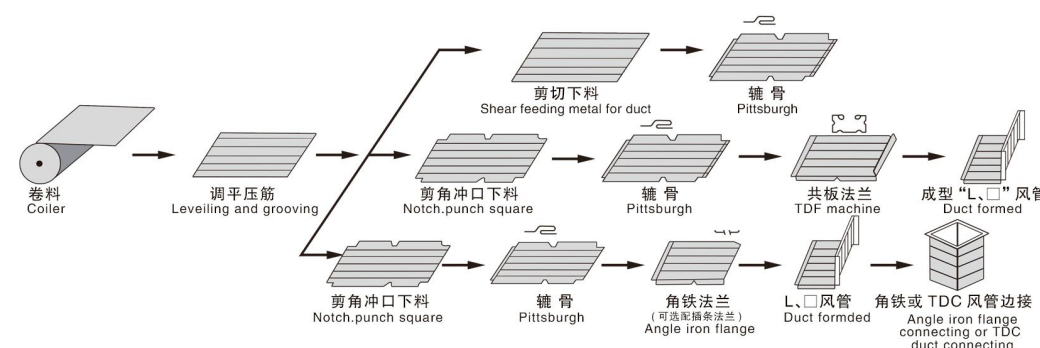 剪切下料
Shear feeding metal for duct
辘 骨
Pittsburgh
卷料
Coiler
调平压筋
Leveiling and grooving
剪角冲口下料
Notch.punch square
辘 骨
Pittsburgh
共板法兰
TDF machine
成型“L、□”风管
Duct formed
剪角冲口下料
Notch.punch square
辘 骨
Pittsburgh
角铁法兰
(可选配插条法兰)
Angle iron flange
L、□风管
Duct formded
角铁或 TDC 风管边接
Angle iron flange
connecting or TDC
duct connecting